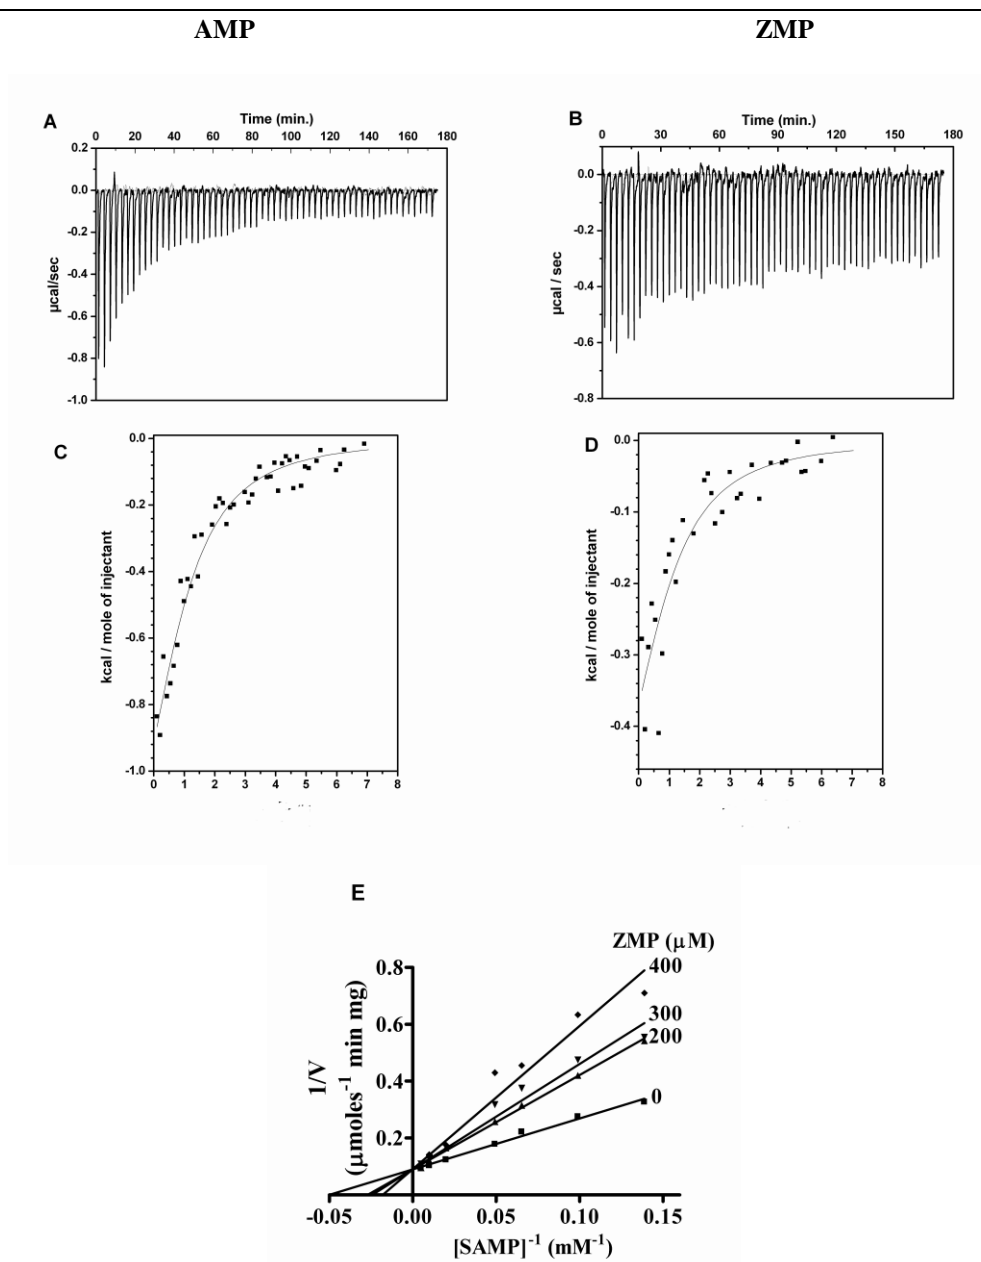 AMP ZMP
A
Time (min.)
0 20 40 60 80 100 120 140 160 180
0.2
0.0
-0.2
-0.4
-0.6
-0.8
-1.0
µcal/sec
B
Time (min.)
0 30 60 90 120 150 180
0.0
-0.2
-0.4
-0.6
-0.8
µcal / sec
C
0.0
-0.2
-0.4
-0.6
-0.8
-1.0
kcal / mole of injectant
0 1 2 3 4 5 6 7 8
D
0.0
-0.1
-0.2
-0.3
-0.4
kcal / mole of injectant
0 1 2 3 4 5 6 7 8
E
ZMP (µM)
400
300
200
0
0.8
0.6
0.4
0.2
1/V
(µmoles⁻¹ min mg)
-0.05 0.00 0.05 0.10 0.15
[SAMP]⁻¹ (mM⁻¹)